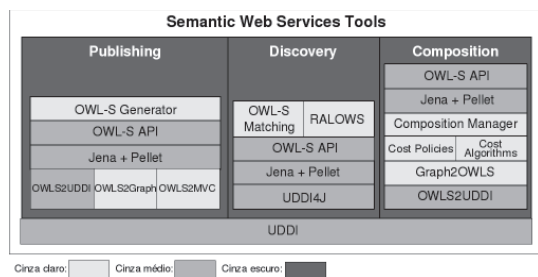 Semantic Web Services Tools
Publishing
OWL-S Generator
OWL-S API
Jena + Pellet
OWLS2UDDI
OWLS2Graph
OWLS2MVC
Discovery
OWL-S
Matching
RALOWS
OWL-S API
Jena + Pellet
UDDI4J
Composition
OWL-S API
Jena + Pellet
Composition Manager
Cost Policies
Cost
Algorithms
Graph2OWLS
OWLS2UDDI
UDDI
Cinza claro:
Cinza médio:
Cinza escuro: